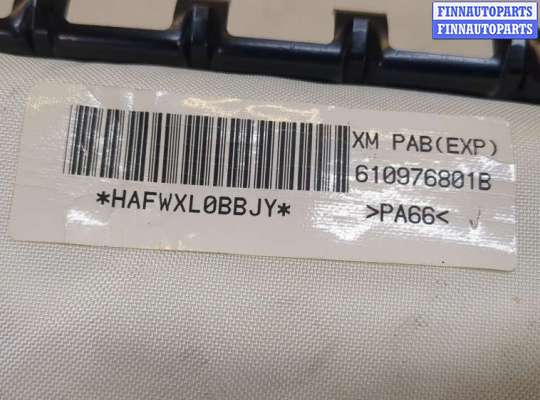 FINNAUTOPARTS
FINNAUTOPARTS
XM PAB(EXP)
610976801B
*HAFWXL0BBJY*
>PA66<